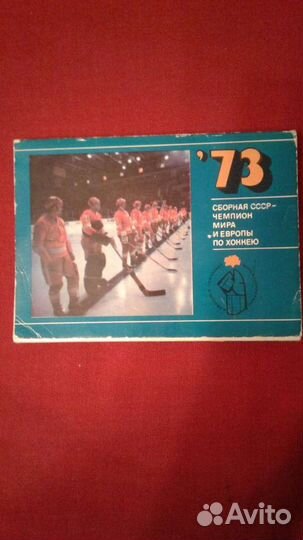 '73
СБОРНАЯ СССР-
ЧЕМПИОН
МИРА
И ЕВРОПЫ
ПО ХОККЕЮ
Avito